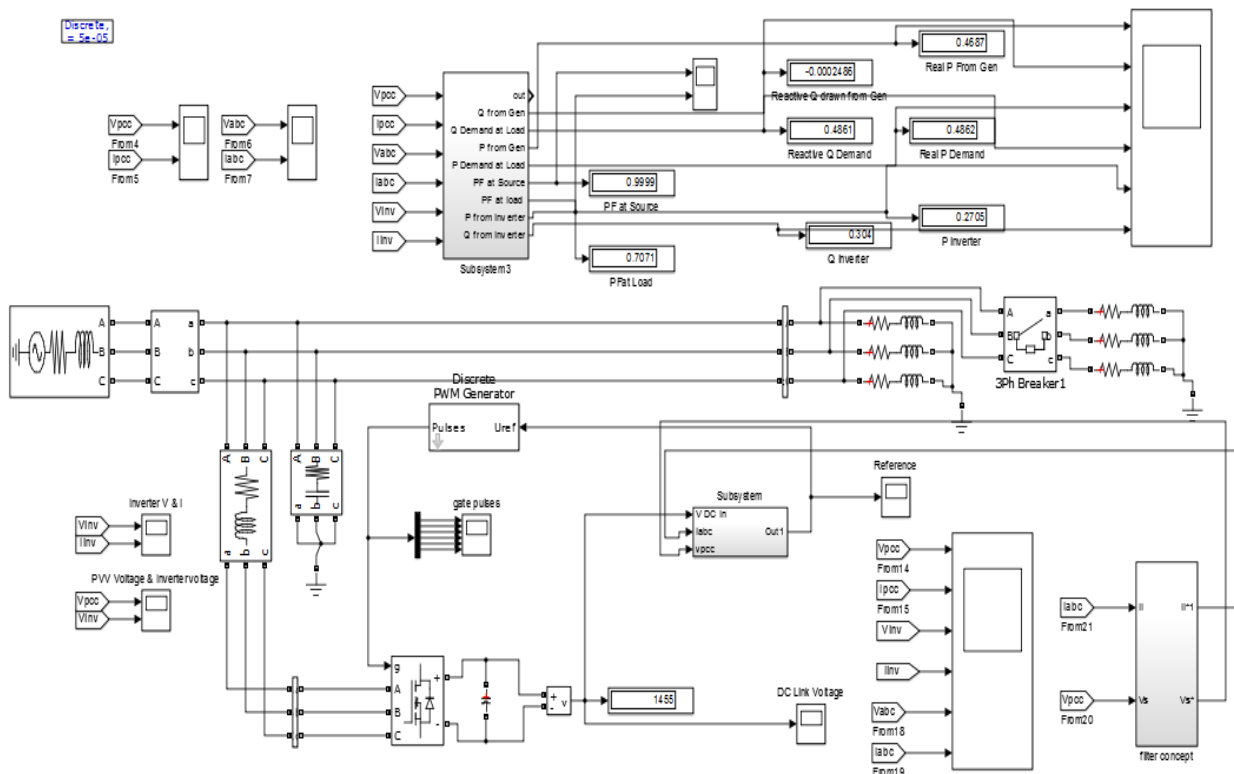 Discrete,
= 5e-05
Vpcc
From4
Ipcc
From5
Vabc
From6
Iabc
From7
Vpcc
Ipcc
Vabc
Iabc
VInv
IInv
out
Q from Gen
Q Demand at Load
P from Gen
P Demand at Load
PF at Source
PF at load
P from Inverter
Q from Inverter
Subsystem3
0.4687
Real P From Gen
-0.0002486
Reactive Q drawn from Gen
0.4861
Reactive Q Demand
0.4862
Real P Demand
0.9999
PF at Source
0.2705
P Inverter
0.304
Q Inverter
0.7071
PFat Load
A
B
C
A
B
C
a
b
c
A
B
C
a
b
c
3Ph Breaker1
Discrete
PWM Generator
Pulses
Uref
A
B
C
a
b
c
A
B
C
a
b
c
Inverter V & I
VInv
IInv
PVV Voltage & Inverter voltage
Vpcc
VInv
gate pulses
Subsystem
V DC In
Iabc
vpcc
Out1
Reference
g
A
B
C
+
-
+
-
v
1455
DC Link Voltage
Vpcc
From14
Ipcc
From15
VInv
IInv
Vabc
From18
Iabc
From19
Iabc
From21
Vpcc
From20
Il
Il*1
Vs
Vs*
filter concept